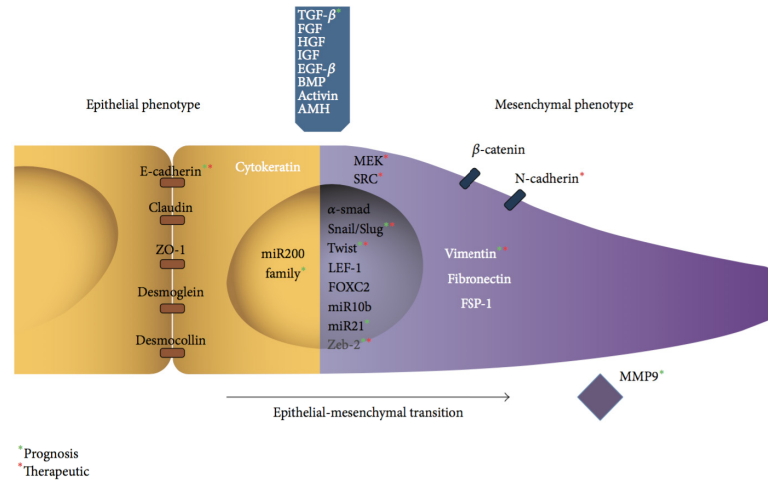 TGF-β*
FGF
HGF
IGF
EGF-β
BMP
Activin
AMH
Epithelial phenotype
Mesenchymal phenotype
E-cadherin**
Claudin
ZO-1
Desmoglein
Desmocollin
Cytokeratin
miR200
family*
MEK*
SRC*
α-smad
Snail/Slug**
Twist**
LEF-1
FOXC2
miR10b
miR21*
Zeb-2**
β-catenin
N-cadherin*
Vimentin**
Fibronectin
FSP-1
MMP9*
Epithelial-mesenchymal transition
*Prognosis
*Therapeutic